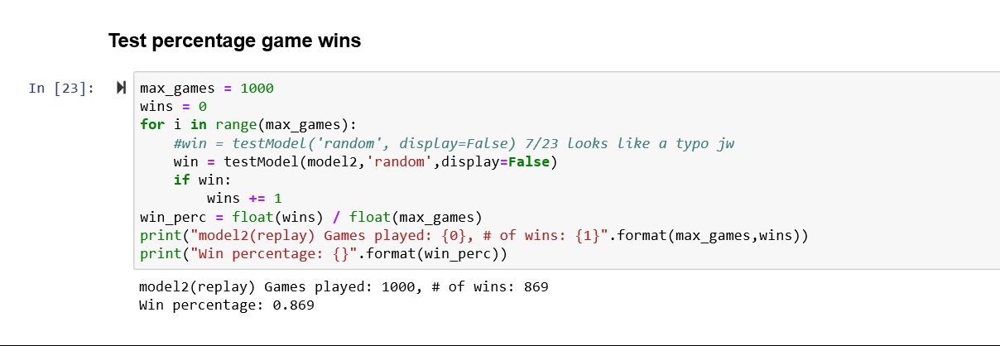 Test percentage game wins
In [23]:
max_games = 1000
wins = 0
for i in range(max_games):
    #win = testModel('random', display=False) 7/23 looks like a typo jw
    win = testModel(model2,'random',display=False)
    if win:
        wins += 1
win_perc = float(wins) / float(max_games)
print("model2(replay) Games played: {0}, # of wins: {1}".format(max_games,wins))
print("Win percentage: {}".format(win_perc))
model2(replay) Games played: 1000, # of wins: 869
Win percentage: 0.869